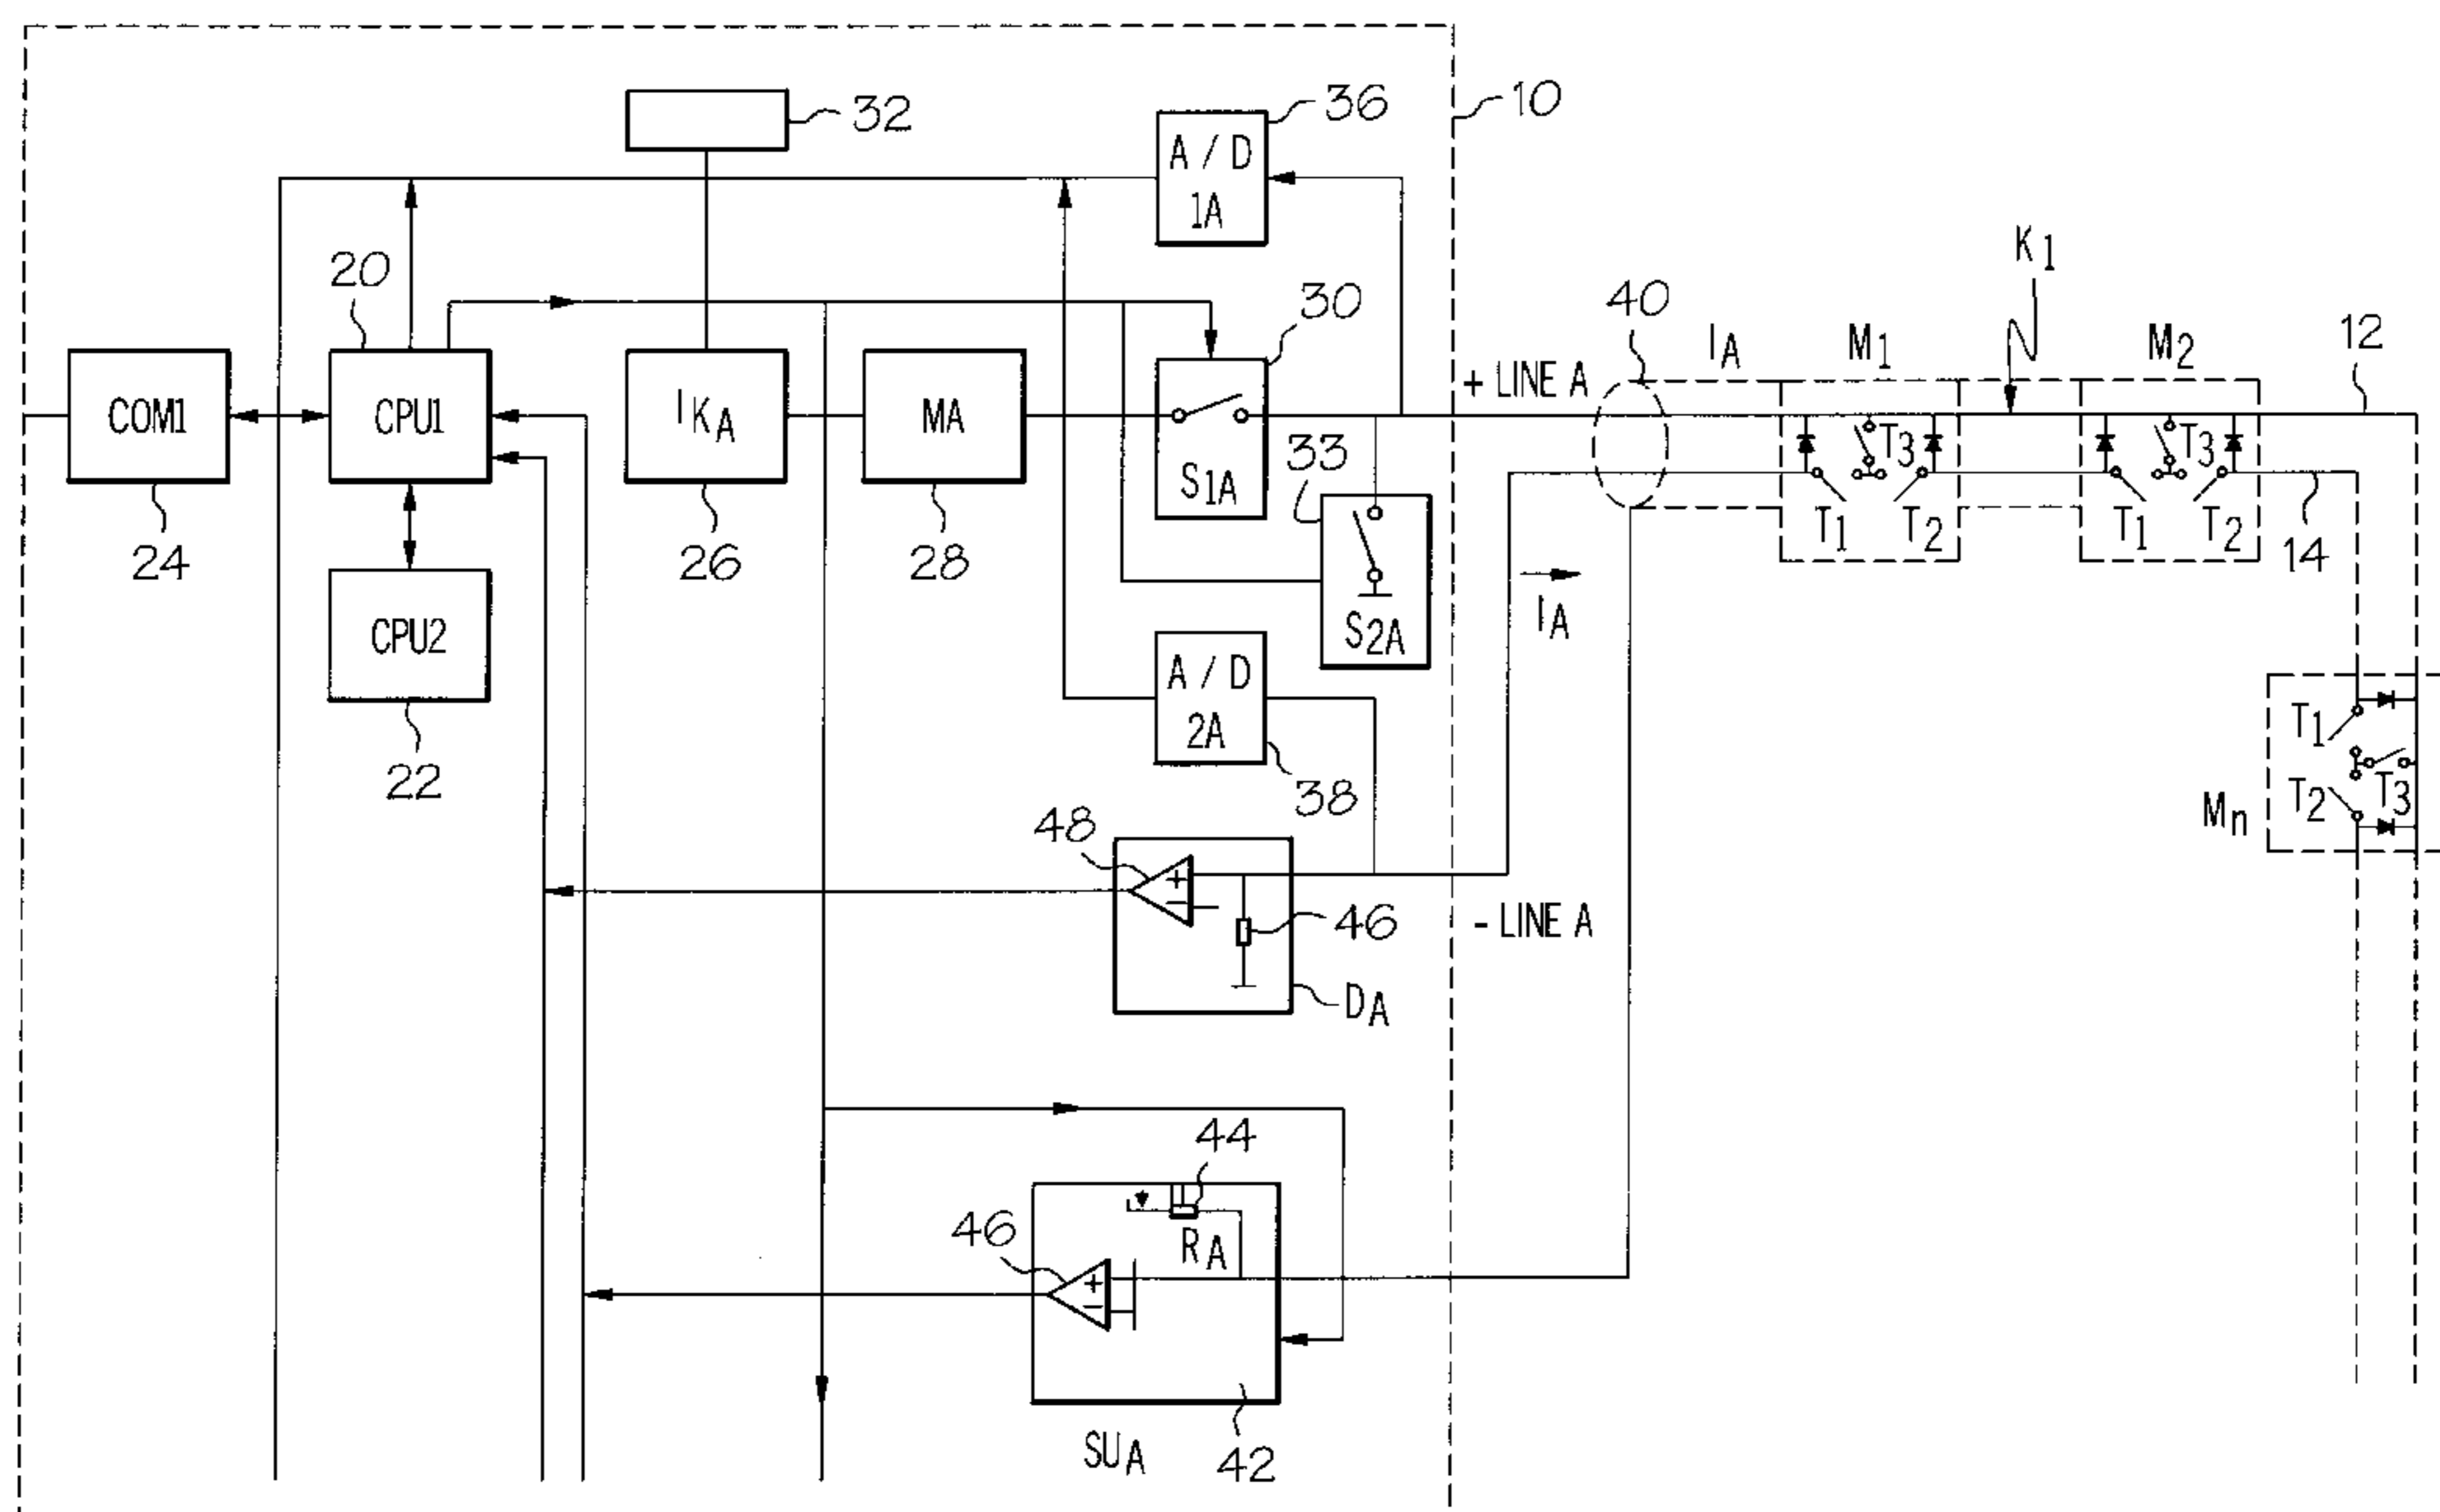 32
36
10
A / D
1A
K1
20
30
40
IA
M1
M2
12
+ LINE A
COM1
CPU1
IKA
MA
S1A
33
T3
T3
24
26
28
T1
T2
T1
T2
14
CPU2
IA
S2A
A / D
2A
22
38
T1
T2
T3
Mn
48
+
−
46
- LINE A
DA
44
46
RA
+
−
SUA
42